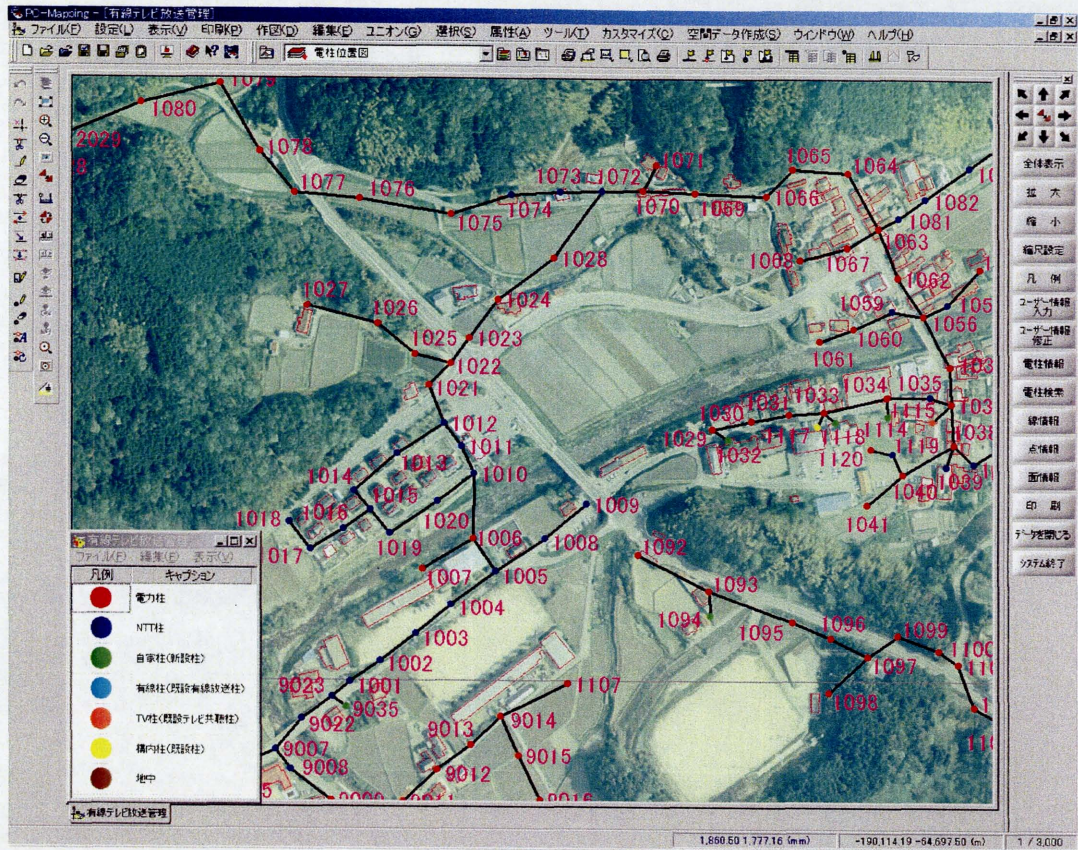 PC-Mapping - [有線テレビ放送管理]
ファイル(F) 設定(L) 表示(V) 印刷(P) 作図(D) 編集(E) ユニオン(G) 選択(S) 属性(A) ツール(T) カスタマイズ(C) 空間データ作成(S) ウインドウ(W) ヘルプ(H)
電柱位置図
1079
1080
2029
8
1078
1077
1076
1075
1074
1073
1072
1071
1070
1069
1066
1065
1064
1082
1081
1063
1068
1067
1062
1028
1024
1027
1026
1025
1023
1022
1021
1059
1056
1060
1061
1012
1011
1010
1013
1014
1015
1016
1018
1017
1019
1020
1030
1031
1033
1034
1035
1029
1032
1117
1118
1114
1115
1119
1120
1038
1039
1040
1041
1009
1008
1006
1007
1005
1004
1003
1002
1001
9023
9035
9022
9007
9008
1092
1093
1094
1095
1096
1097
1098
1099
1107
9014
9013
9012
9015
9016
全体表示
拡 大
縮 小
縮尺設定
凡 例
ユーザー情報
入力
ユーザー情報
修正
電柱情報
電柱検索
線情報
点情報
面情報
印 刷
データを閉じる
システム終了
有線テレビ放送管理
ファイル(F) 編集(E) 表示(V)
凡例 キャプション
電力柱
NTT柱
自家柱(新設柱)
有線柱(既設有線放送柱)
TV柱(既設テレビ共聴柱)
構内柱(既設柱)
地中
有線テレビ放送管理
1,860.50 1,777.16 (mm) -190,114.19 -64,697.50 (m) 1 / 3,000